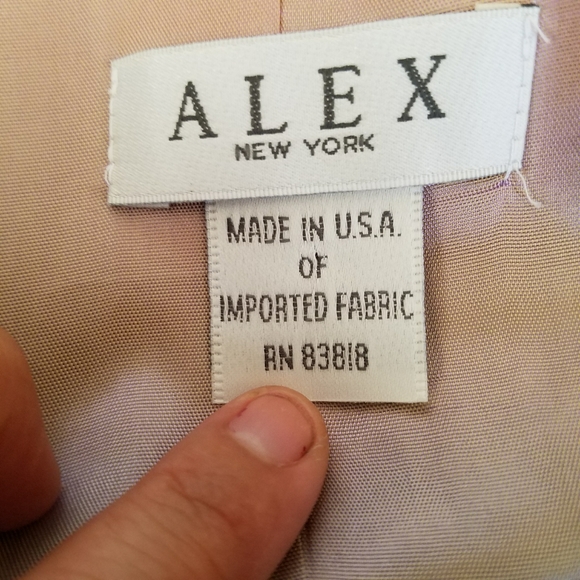 ALEX
NEW YORK
MADE IN U.S.A.
OF
IMPORTED FABRIC
RN 83818